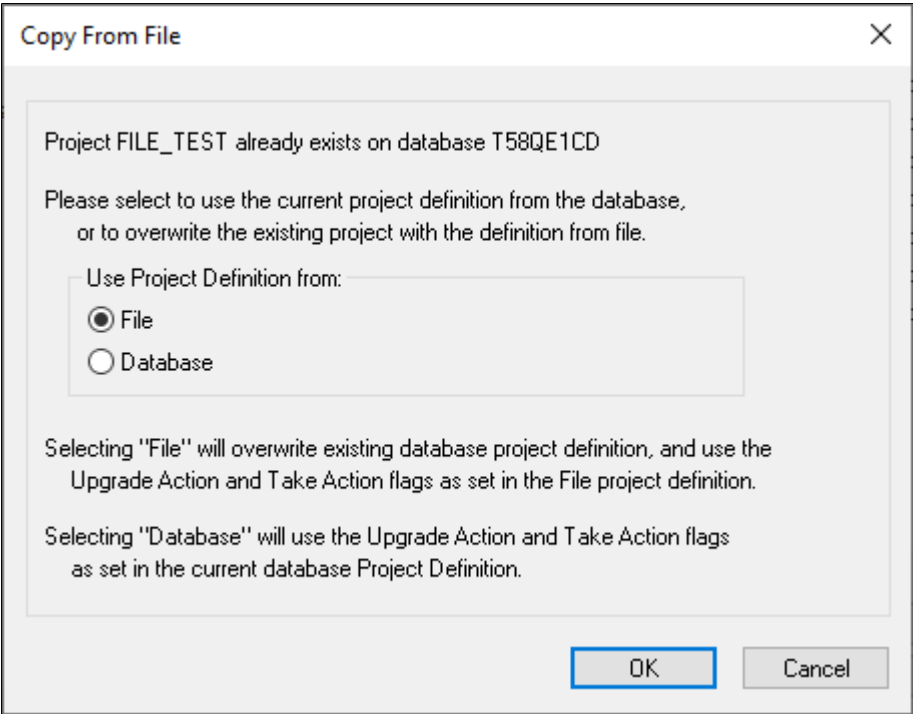 Copy From File
Project FILE_TEST already exists on database T58QE1CD
Please select to use the current project definition from the database,
or to overwrite the existing project with the definition from file.
Use Project Definition from:
File
Database
Selecting "File" will overwrite existing database project definition, and use the
Upgrade Action and Take Action flags as set in the File project definition.
Selecting "Database" will use the Upgrade Action and Take Action flags
as set in the current database Project Definition.
OK
Cancel